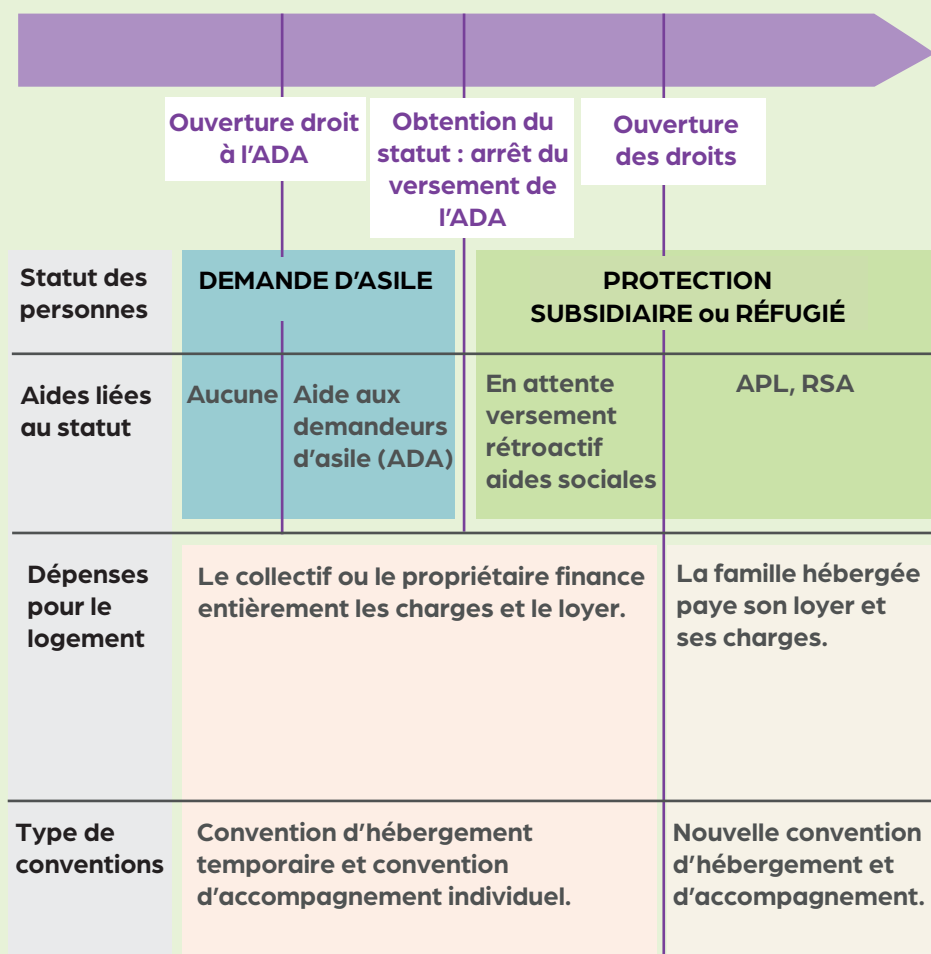 Ouverture droit
à l'ADA
Obtention du
statut : arrêt du
versement de
l'ADA
Ouverture
des droits
Statut des
personnes
DEMANDE D'ASILE
PROTECTION
SUBSIDIAIRE ou RÉFUGIÉ
Aides liées
au statut
Aucune
Aide aux
demandeurs
d'asile (ADA)
En attente
versement
rétroactif
aides sociales
APL, RSA
Dépenses
pour le
logement
Le collectif ou le propriétaire finance
entièrement les charges et le loyer.
La famille hébergée
paye son loyer et
ses charges.
Type de
conventions
Convention d'hébergement
temporaire et convention
d'accompagnement individuel.
Nouvelle convention
d'hébergement et
d'accompagnement.